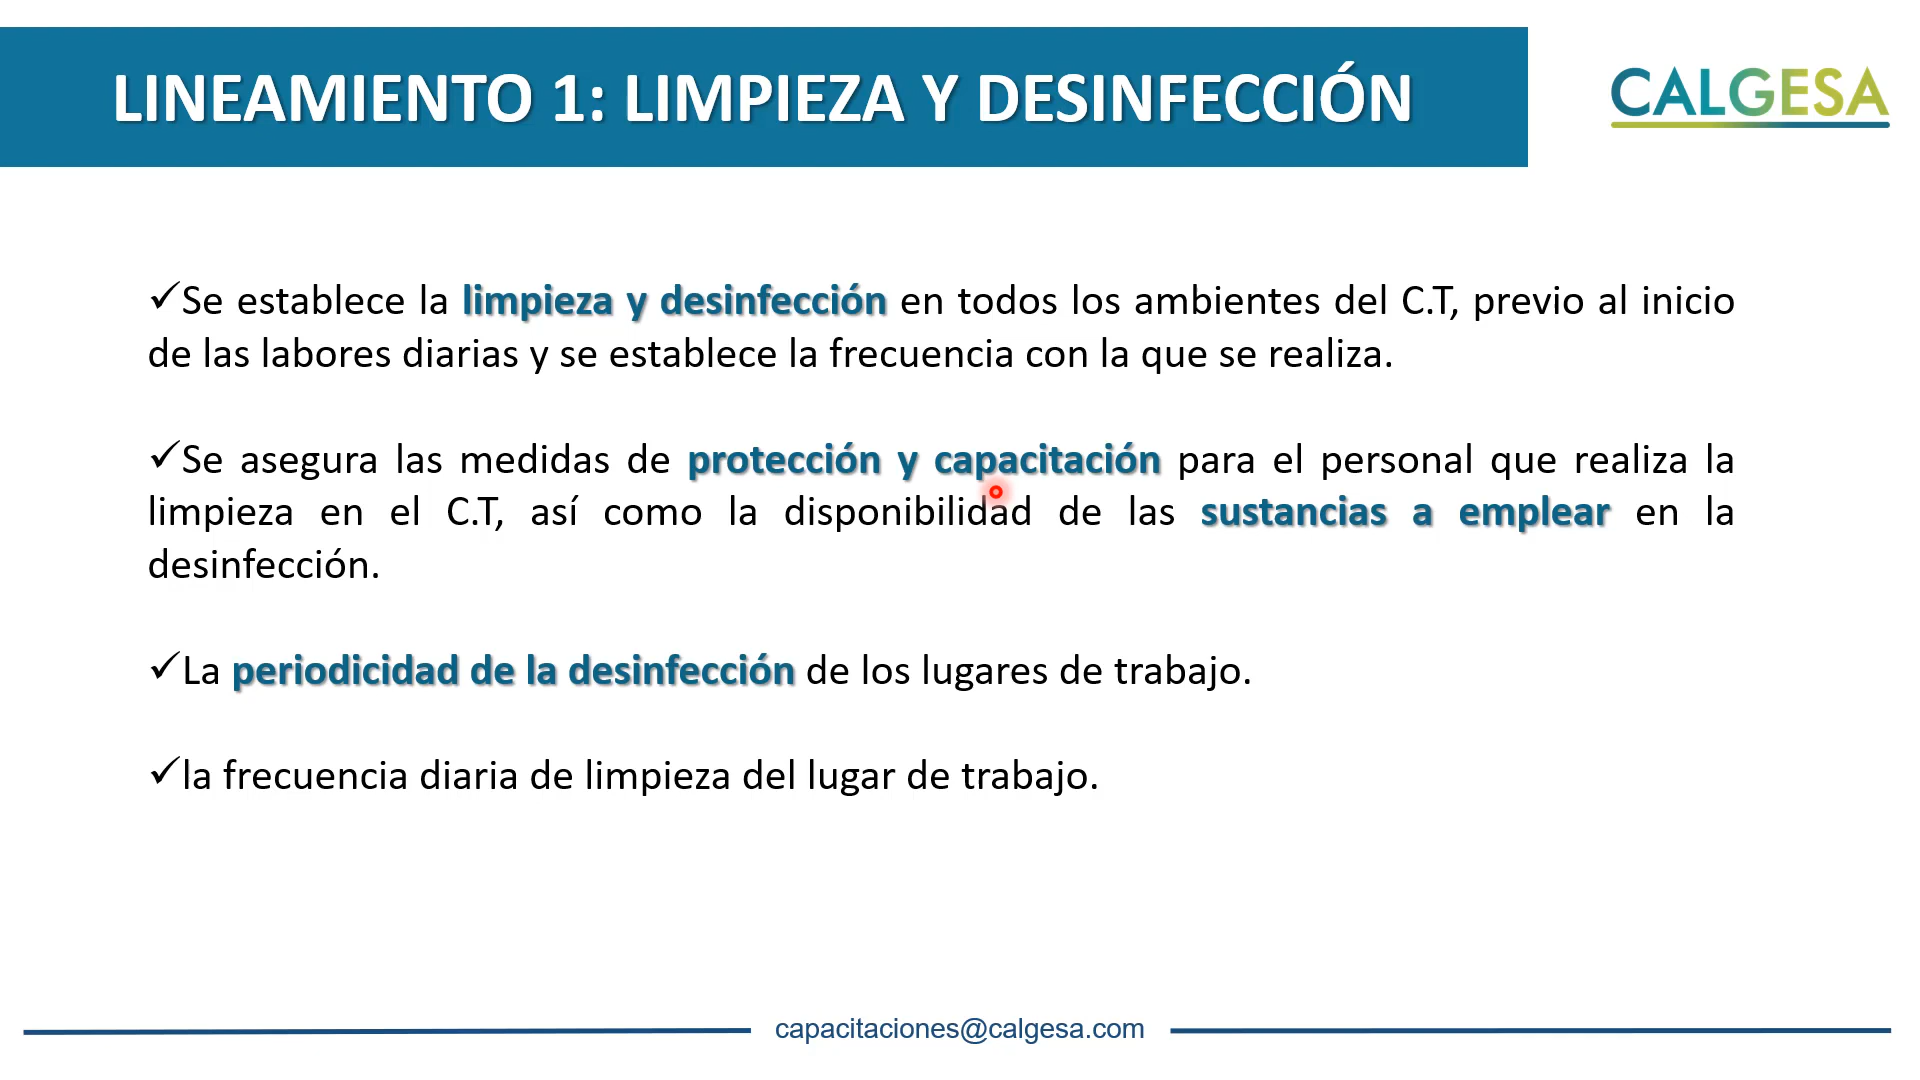 LINEAMIENTO 1: LIMPIEZA Y DESINFECCIÓN
CALGESA
✓Se establece la limpieza y desinfección en todos los ambientes del C.T, previo al inicio
de las labores diarias y se establece la frecuencia con la que se realiza.
✓Se asegura las medidas de protección y capacitación para el personal que realiza la
limpieza en el C.T, así como la disponibilidad de las sustancias a emplear en la
desinfección.
✓La periodicidad de la desinfección de los lugares de trabajo.
✓la frecuencia diaria de limpieza del lugar de trabajo.
capacitaciones@calgesa.com